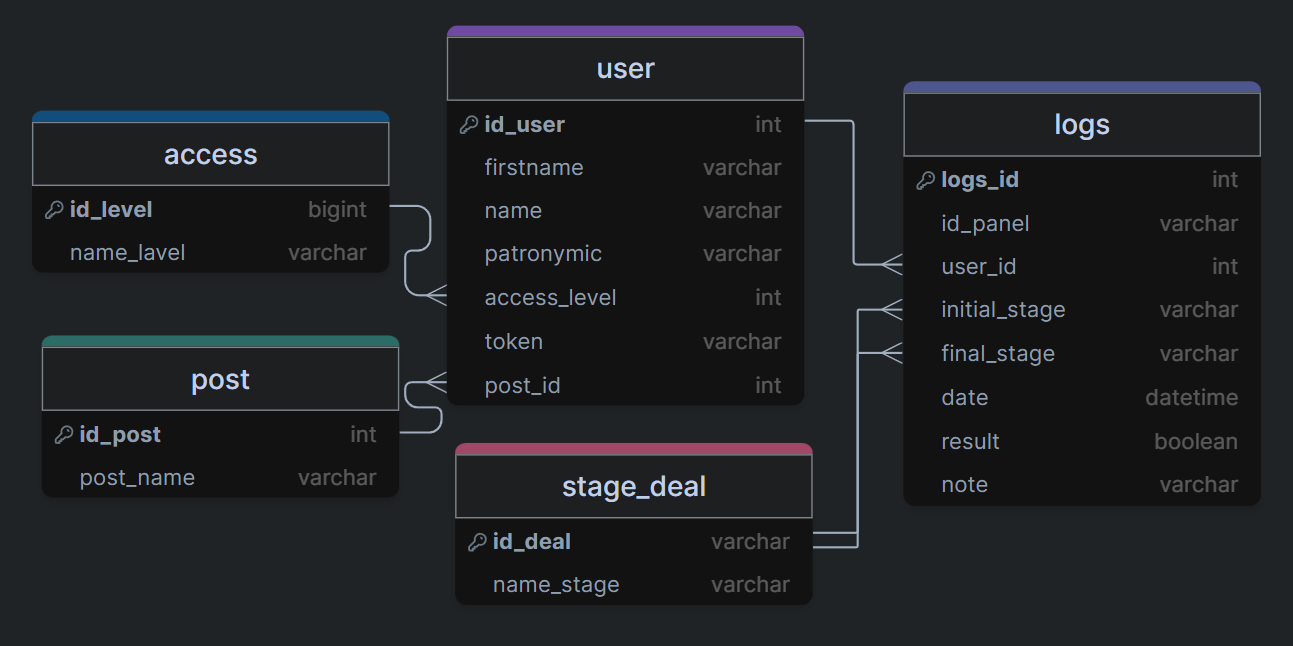 access
id_level bigint
name_lavel varchar
post
id_post int
post_name varchar
user
id_user int
firstname varchar
name varchar
patronymic varchar
access_level int
token varchar
post_id int
stage_deal
id_deal varchar
name_stage varchar
logs
logs_id int
id_panel varchar
user_id int
initial_stage varchar
final_stage varchar
date datetime
result boolean
note varchar